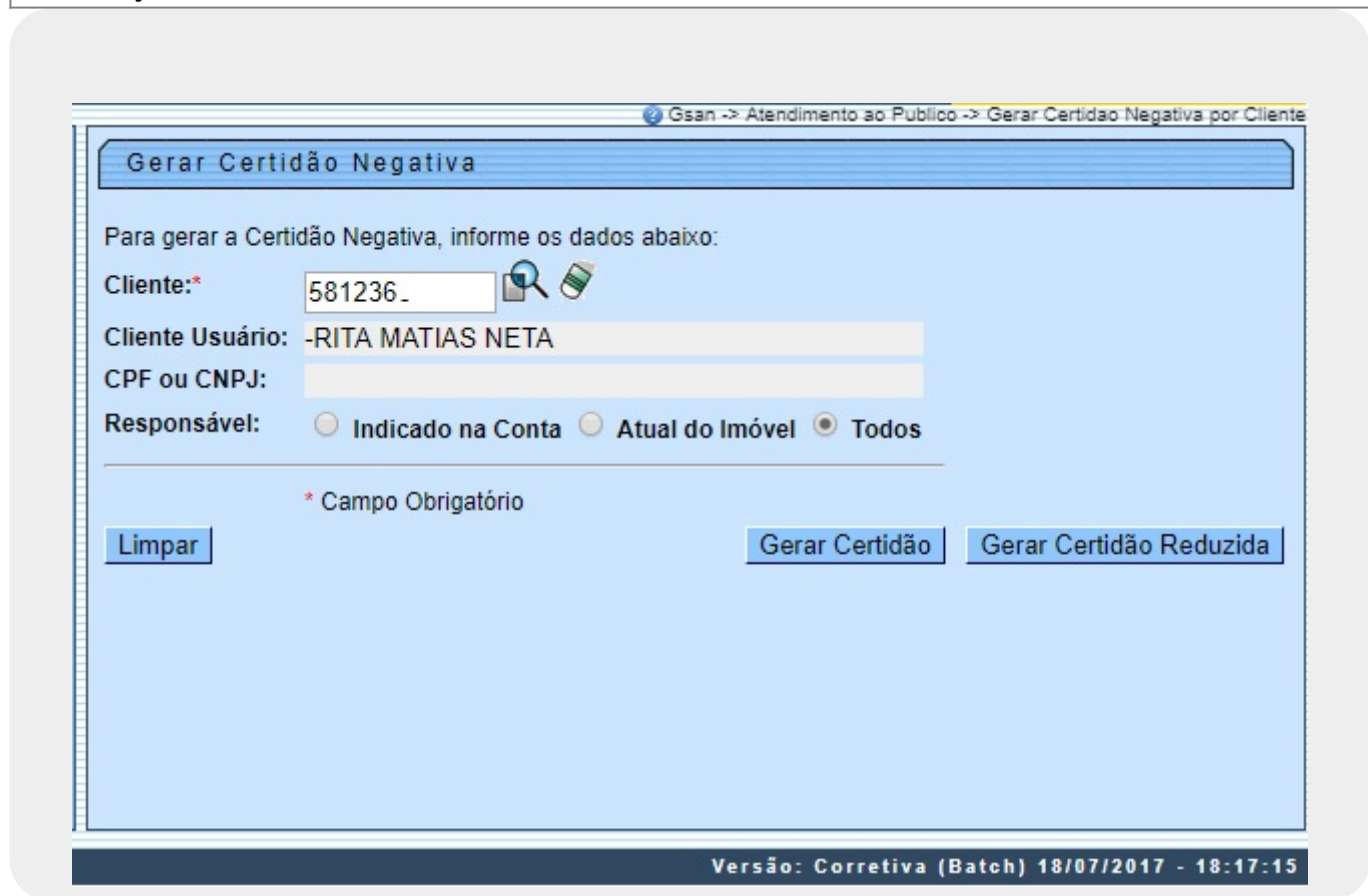 Gsan -> Atendimento ao Publico -> Gerar Certidao Negativa por Cliente
Gerar Certidão Negativa
Para gerar a Certidão Negativa, informe os dados abaixo:
Cliente:* 581236
Cliente Usuário: -RITA MATIAS NETA
CPF ou CNPJ:
Responsável: Indicado na Conta Atual do Imóvel Todos
* Campo Obrigatório
Limpar Gerar Certidão Gerar Certidão Reduzida
Versão: Corretiva (Batch) 18/07/2017 - 18:17:15